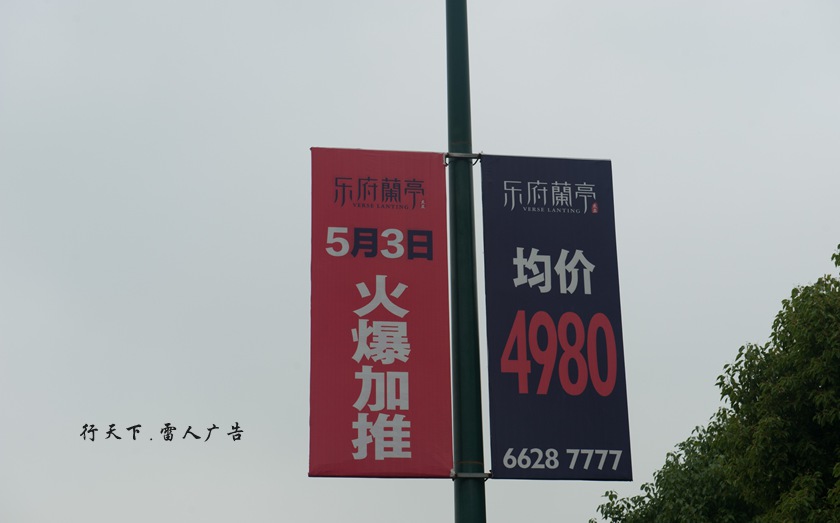 乐府蘭亭
VERSE LANTING
5月3日
火爆加推
乐府蘭亭
VERSE LANTING
均价
4980
6628 7777
行天下.雷人广告